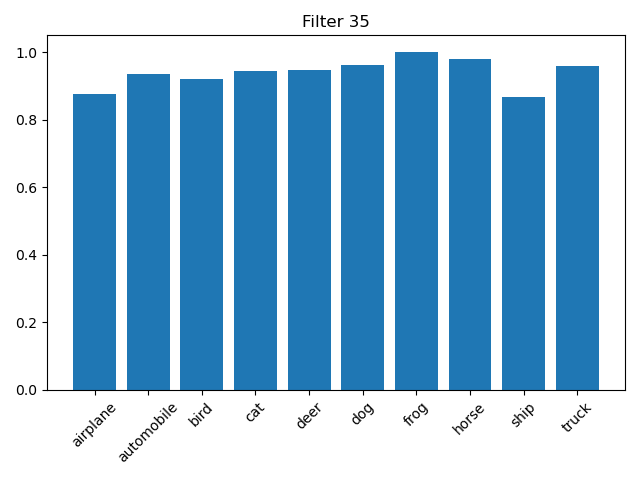 Filter 35
1.0
0.8
0.6
0.4
0.2
0.0
airplane
automobile
bird
cat
deer
dog
frog
horse
ship
truck